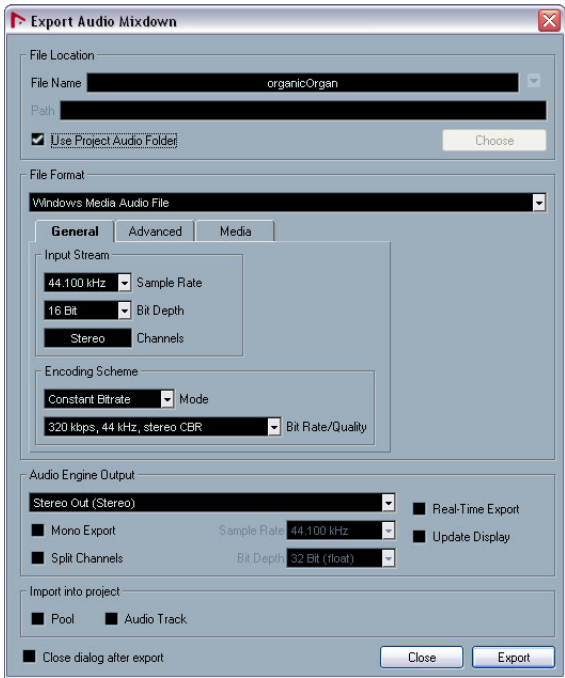 Export Audio Mixdown
File Location
File Name organicOrgan
Path
Use Project Audio Folder Choose
File Format
Windows Media Audio File
General Advanced Media
Input Stream
44.100 kHz Sample Rate
16 Bit Bit Depth
Stereo Channels
Encoding Scheme
Constant Bitrate Mode
320 kbps, 44 kHz, stereo CBR Bit Rate/Quality
Audio Engine Output
Stereo Out (Stereo) Real-Time Export
Mono Export Sample Rate 44.100 kHz Update Display
Split Channels Bit Depth 32 Bit (float)
Import into project
Pool Audio Track
Close dialog after export Close Export